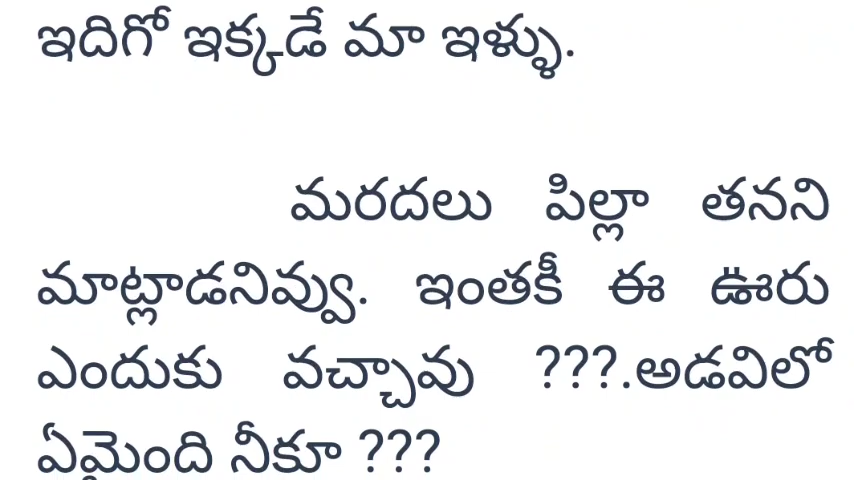 ఇదిగో ఇక్కడే మా ఇళ్ళు.
మరదలు పిల్లా తనని
మాట్లాడనివ్వు. ఇంతకీ ఈ ఊరు
ఎందుకు వచ్చావు ???.అడవిలో
ఏమైంది నీకూ ???